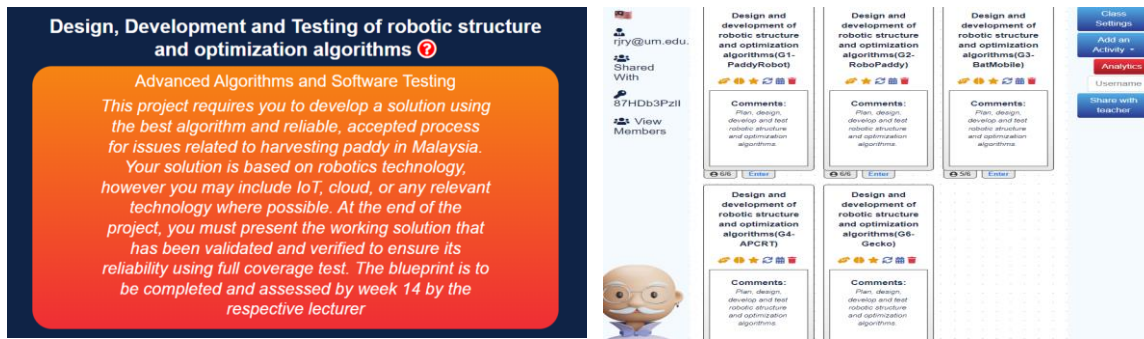 Design, Development and Testing of robotic structure
and optimization algorithms
Advanced Algorithms and Software Testing
This project requires you to develop a solution using
the best algorithm and reliable, accepted process
for issues related to harvesting paddy in Malaysia.
Your solution is based on robotics technology,
however you may include IoT, cloud, or any relevant
technology where possible. At the end of the
project, you must present the working solution that
has been validated and verified to ensure its
reliability using full coverage test. The blueprint is to
be completed and assessed by week 14 by the
respective lecturer
rjry@um.edu.
Shared
With
87HDb3PzII
View
Members
Design and
development of
robotic structure
and optimization
algorithms(G1-
PaddyRobot)
Comments:
Plan, design,
develop and test
robotic structure
and optimization
algorithms.
6/6 Enter
Design and
development of
robotic structure
and optimization
algorithms(G2-
RoboPaddy)
Comments:
Plan, design,
develop and test
robotic structure
and optimization
algorithms.
6/6 Enter
Design and
development of
robotic structure
and optimization
algorithms(G3-
BatMobile)
Comments:
Plan, design,
develop and test
robotic structure
and optimization
algorithms.
5/6 Enter
Design and
development of
robotic structure
and optimization
algorithms(G4-
APCRT)
Comments:
Plan, design,
develop and test
robotic structure
and optimization
algorithms.
Design and
development of
robotic structure
and optimization
algorithms(G6-
Gecko)
Comments:
Plan, design,
develop and test
robotic structure
and optimization
algorithms.
Class
Settings
Add an
Activity
Analytics
Username
Share with
teacher